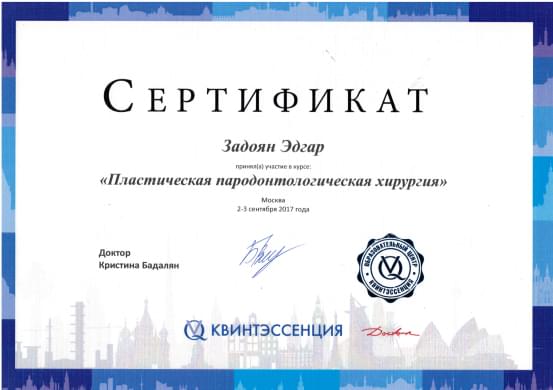 СЕРТИФИКАТ
Задоян Эдгар
принял(а) участие в курсе:
«Пластическая пародонтологическая хирургия»
Москва
2-3 сентября 2017 года
Доктор
Кристина Бадалян
ОБРАЗОВАТЕЛЬНЫЙ ЦЕНТР
КВИНТЭССЕНЦИЯ
КВИНТЭССЕНЦИЯ